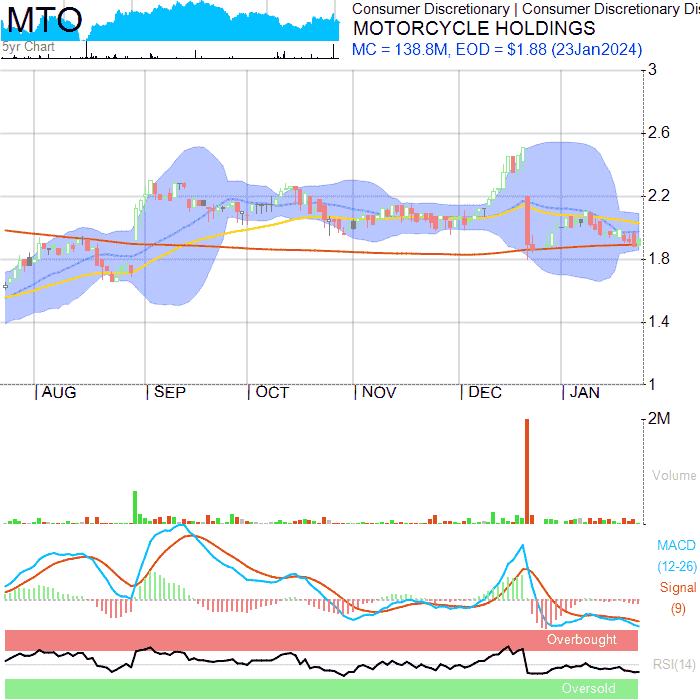 MTO
5yr Chart
Consumer Discretionary | Consumer Discretionary Dis
MOTORCYCLE HOLDINGS
MC = 138.8M, EOD = $1.88 (23Jan2024)
3
2.6
2.2
1.8
1.4
1
|AUG |SEP |OCT |NOV |DEC |JAN
2M
Volume
MACD
(12-26)
Signal
(9)
Overbought
RSI(14)
Oversold